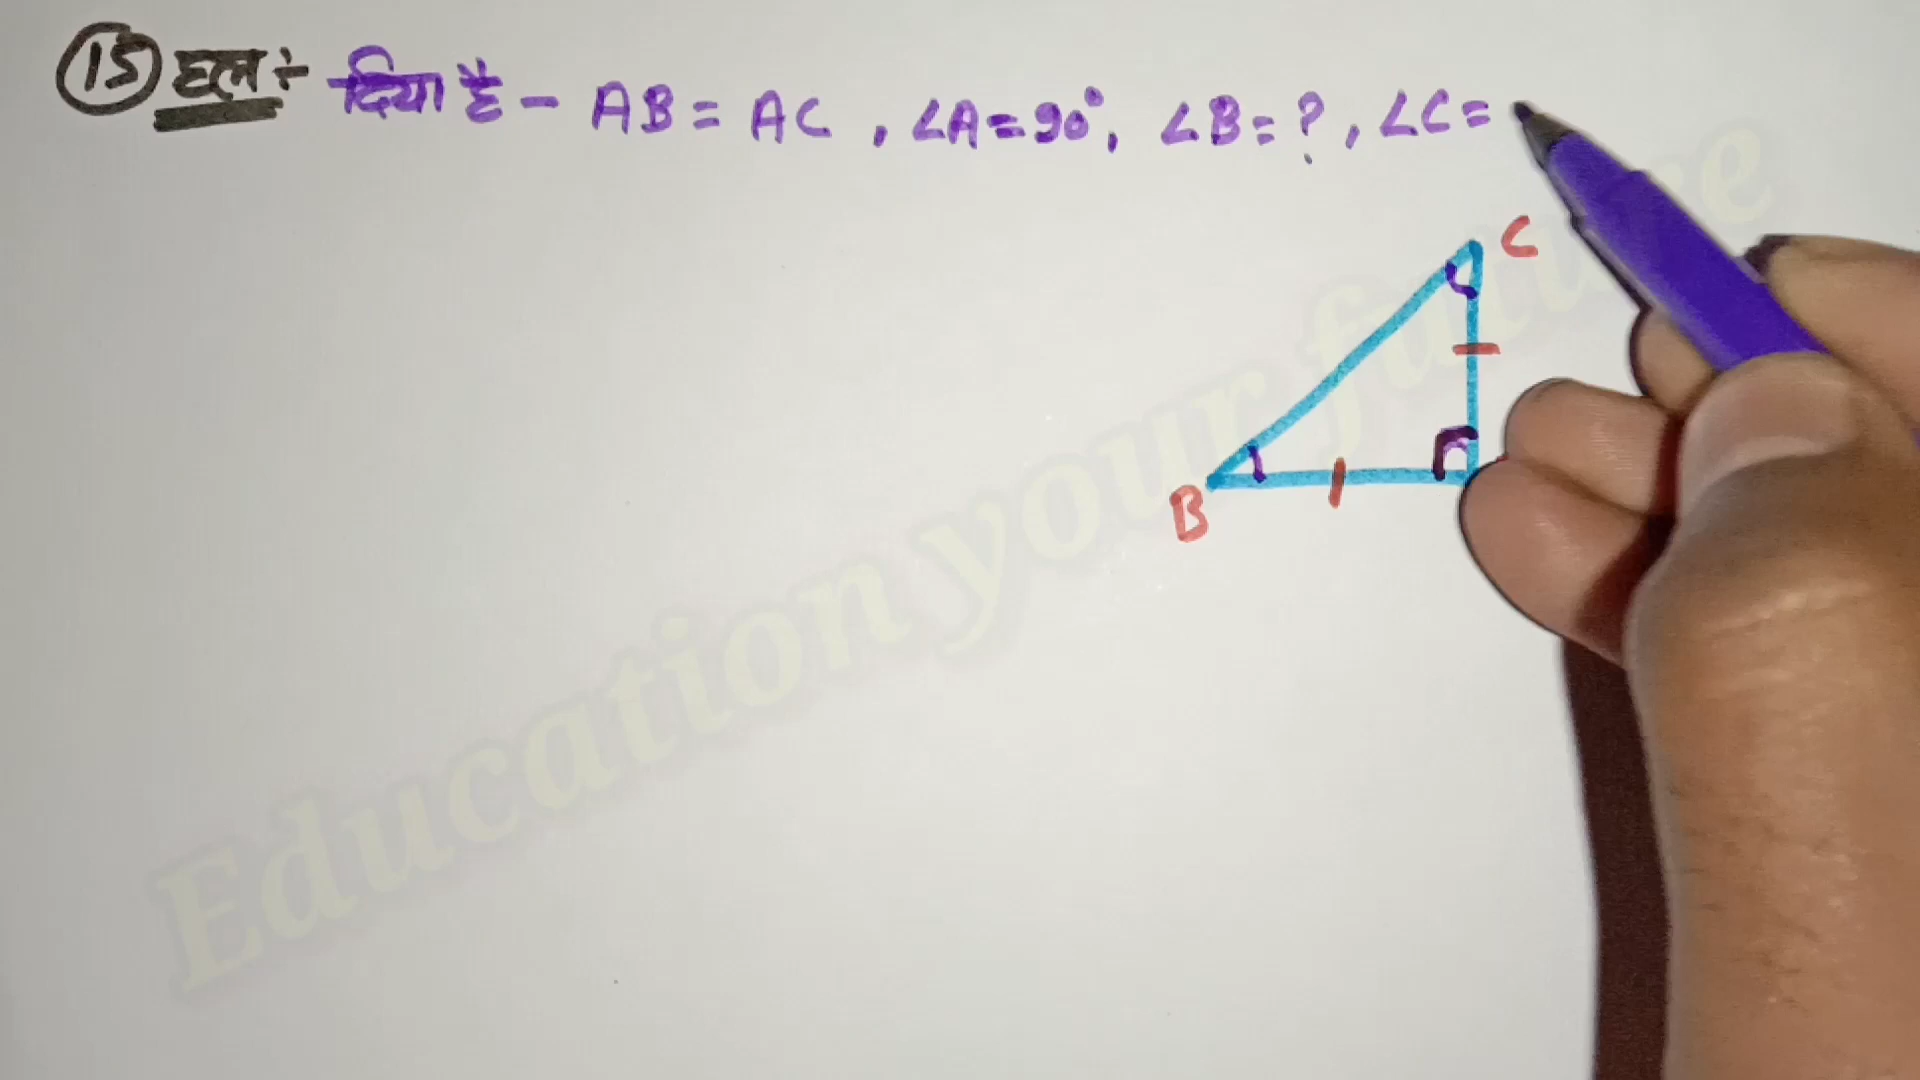 15 हल ÷ दिया है - AB = AC , ∠A = 90°, ∠B = ? , ∠C =
C
B
Education your future